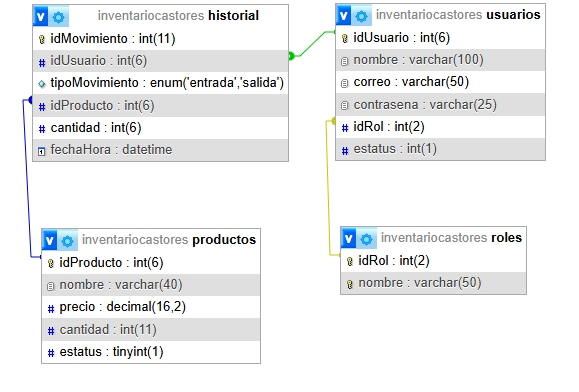 inventariocastores historial
idMovimiento : int(11)
idUsuario : int(6)
tipoMovimiento : enum('entrada','salida')
idProducto : int(6)
cantidad : int(6)
fechaHora : datetime
inventariocastores usuarios
idUsuario : int(6)
nombre : varchar(100)
correo : varchar(50)
contrasena : varchar(25)
idRol : int(2)
estatus : int(1)
inventariocastores productos
idProducto : int(6)
nombre : varchar(40)
precio : decimal(16,2)
cantidad : int(11)
estatus : tinyint(1)
inventariocastores roles
idRol : int(2)
nombre : varchar(50)